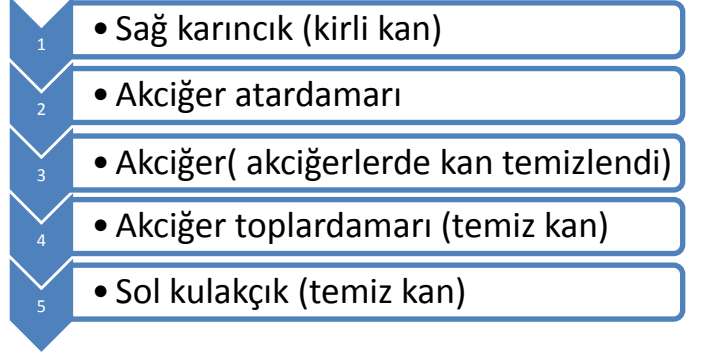 1
• Sağ karıncık (kirli kan)
2
• Akciğer atardamarı
3
• Akciğer( akciğerlerde kan temizlendi)
4
• Akciğer toplardamarı (temiz kan)
5
• Sol kulakçık (temiz kan)